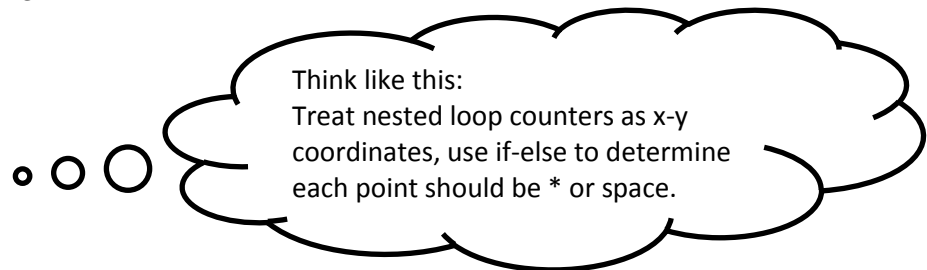 Think like this:
Treat nested loop counters as x-y
coordinates, use if-else to determine
each point should be * or space.